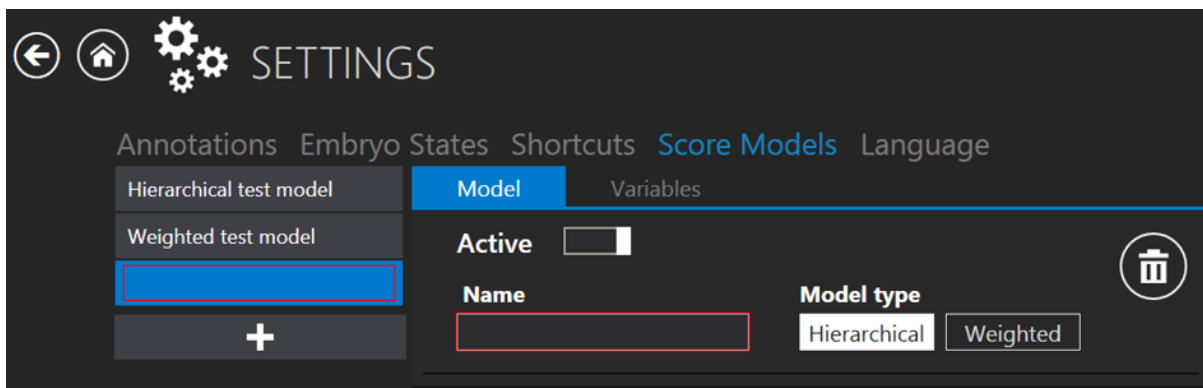 SETTINGS
Annotations Embryo States Shortcuts Score Models Language
Hierarchical test model
Weighted test model
+
Model Variables
Active
Name
Model type
Hierarchical Weighted